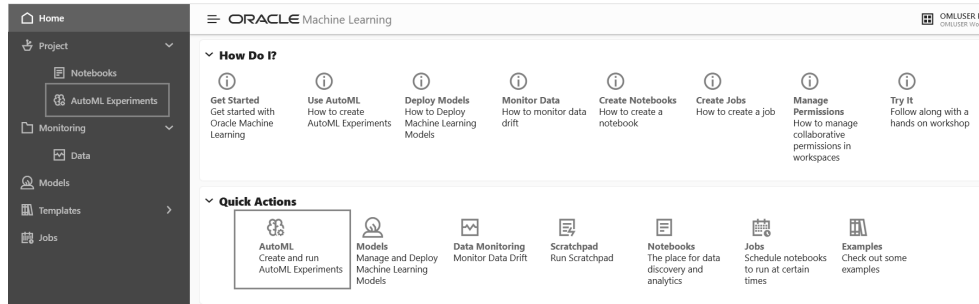 Home
Project
Notebooks
AutoML Experiments
Monitoring
Data
Models
Templates
Jobs
ORACLE Machine Learning
OMLUSER
OMLUSER Wo
How Do I?
Get Started
Get started with
Oracle Machine
Learning
Use AutoML
How to create
AutoML Experiments
Deploy Models
How to Deploy
Machine Learning
Models
Monitor Data
How to monitor data
drift
Create Notebooks
How to create a
notebook
Create Jobs
How to create a job
Manage
Permissions
How to manage
collaborative
permissions in
workspaces
Try It
Follow along with a
hands on workshop
Quick Actions
AutoML
Create and run
AutoML Experiments
Models
Manage and Deploy
Machine Learning
Models
Data Monitoring
Monitor Data Drift
Scratchpad
Run Scratchpad
Notebooks
The place for data
discovery and
analytics
Jobs
Schedule notebooks
to run at certain
times
Examples
Check out some
examples